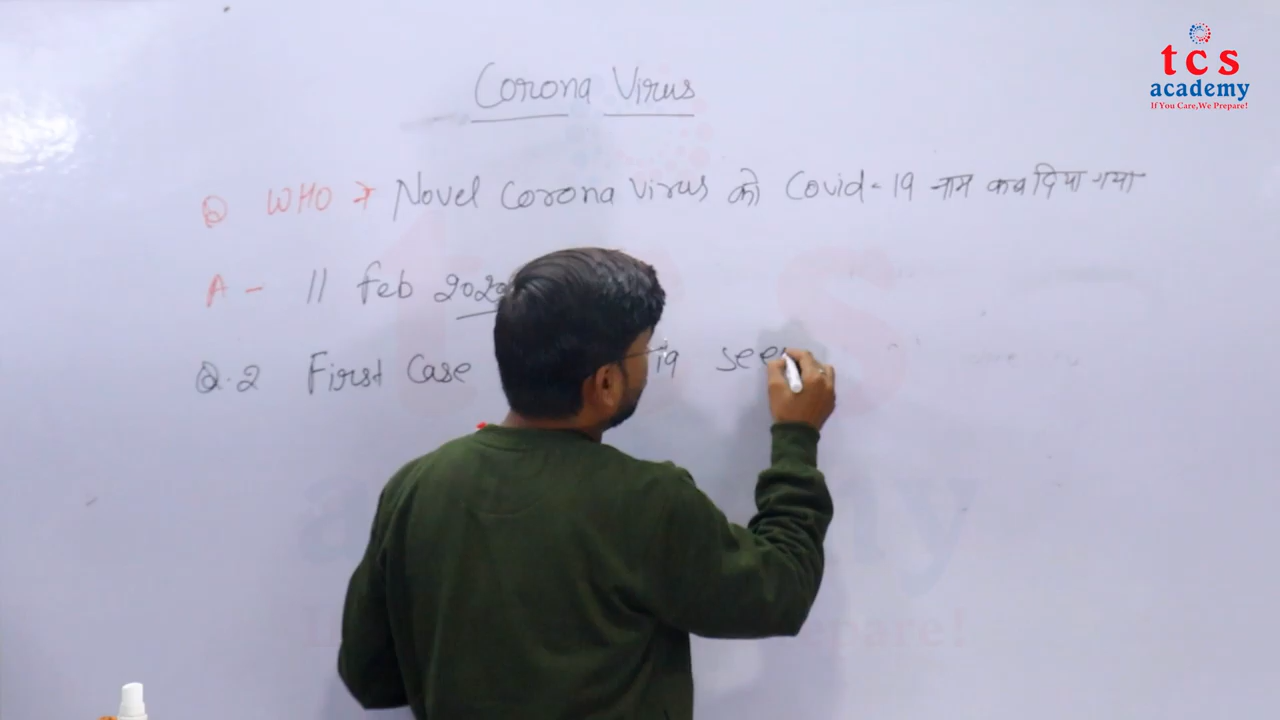 tcs
academy
If You Care,We Prepare!
Corona Virus
Q WHO ने Novel Corona Virus को Covid-19 नाम कब दिया गया
A - 11 Feb 2020
Q.2 First Case 19 see